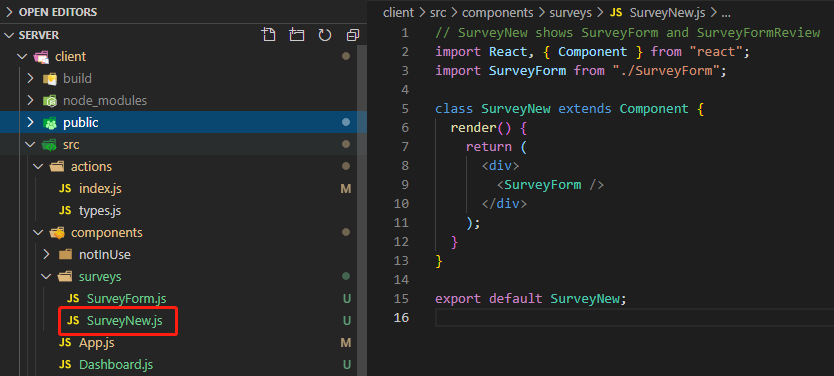 OPEN EDITORS
SERVER
client
build
node_modules
public
src
actions
JS index.js M
JS types.js
components
notInUse
surveys
JS SurveyForm.js U
JS SurveyNew.js U
JS App.js M
JS Dashboard.js U
client > src > components > surveys > JS SurveyNew.js > ...
1 // SurveyNew shows SurveyForm and SurveyFormReview
2 import React, { Component } from "react";
3 import SurveyForm from "./SurveyForm";
4
5 class SurveyNew extends Component {
6 render() {
7 return (
8 <div>
9 <SurveyForm />
10 </div>
11 );
12 }
13 }
14
15 export default SurveyNew;
16